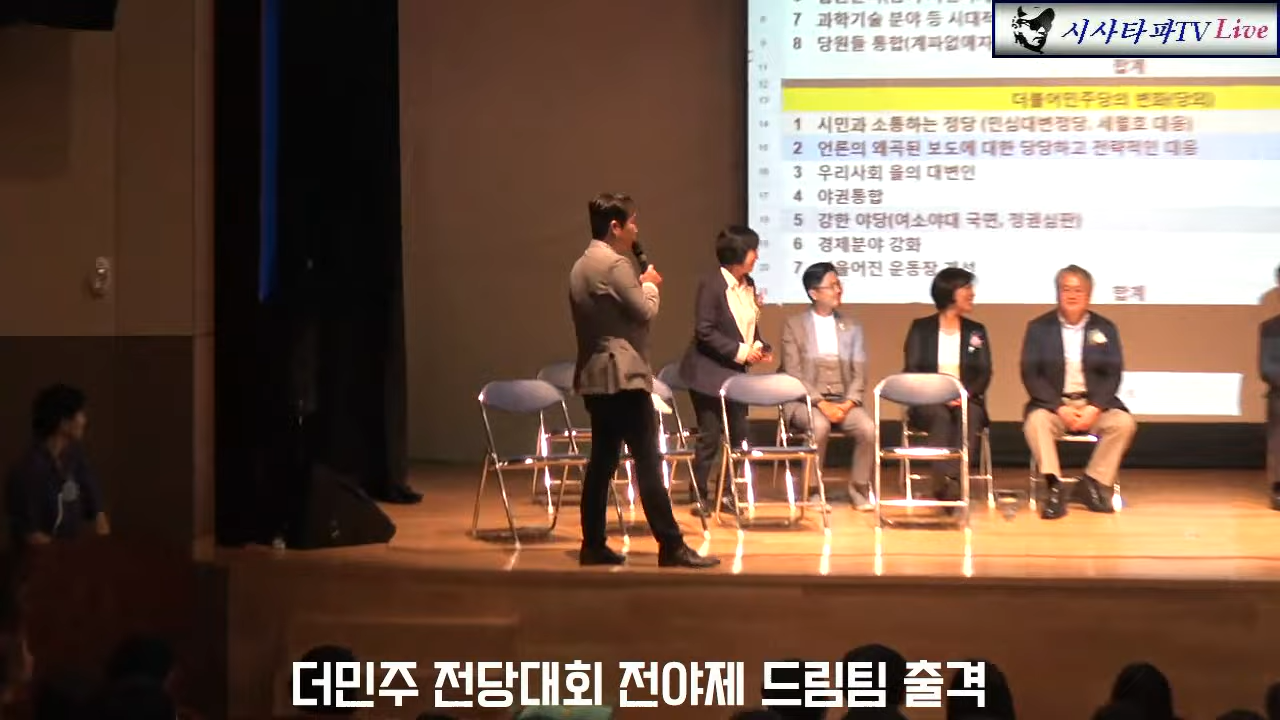 시사타파TV Live
7 과학기술 분야 등 시대적
8 당원들 통합(계파없애자
합계
더불어민주당의 변화(당외)
1 시민과 소통하는 정당 (민심대변정당, 세월호 대응)
2 언론의 왜곡된 보도에 대한 당당하고 전략적인 대응
3 우리사회 을의 대변인
4 야권통합
5 강한 야당(여소야대 국면, 정권심판)
6 경제분야 강화
7 운동장 개선
합계
더민주 전당대회 전야제 드림팀 출격